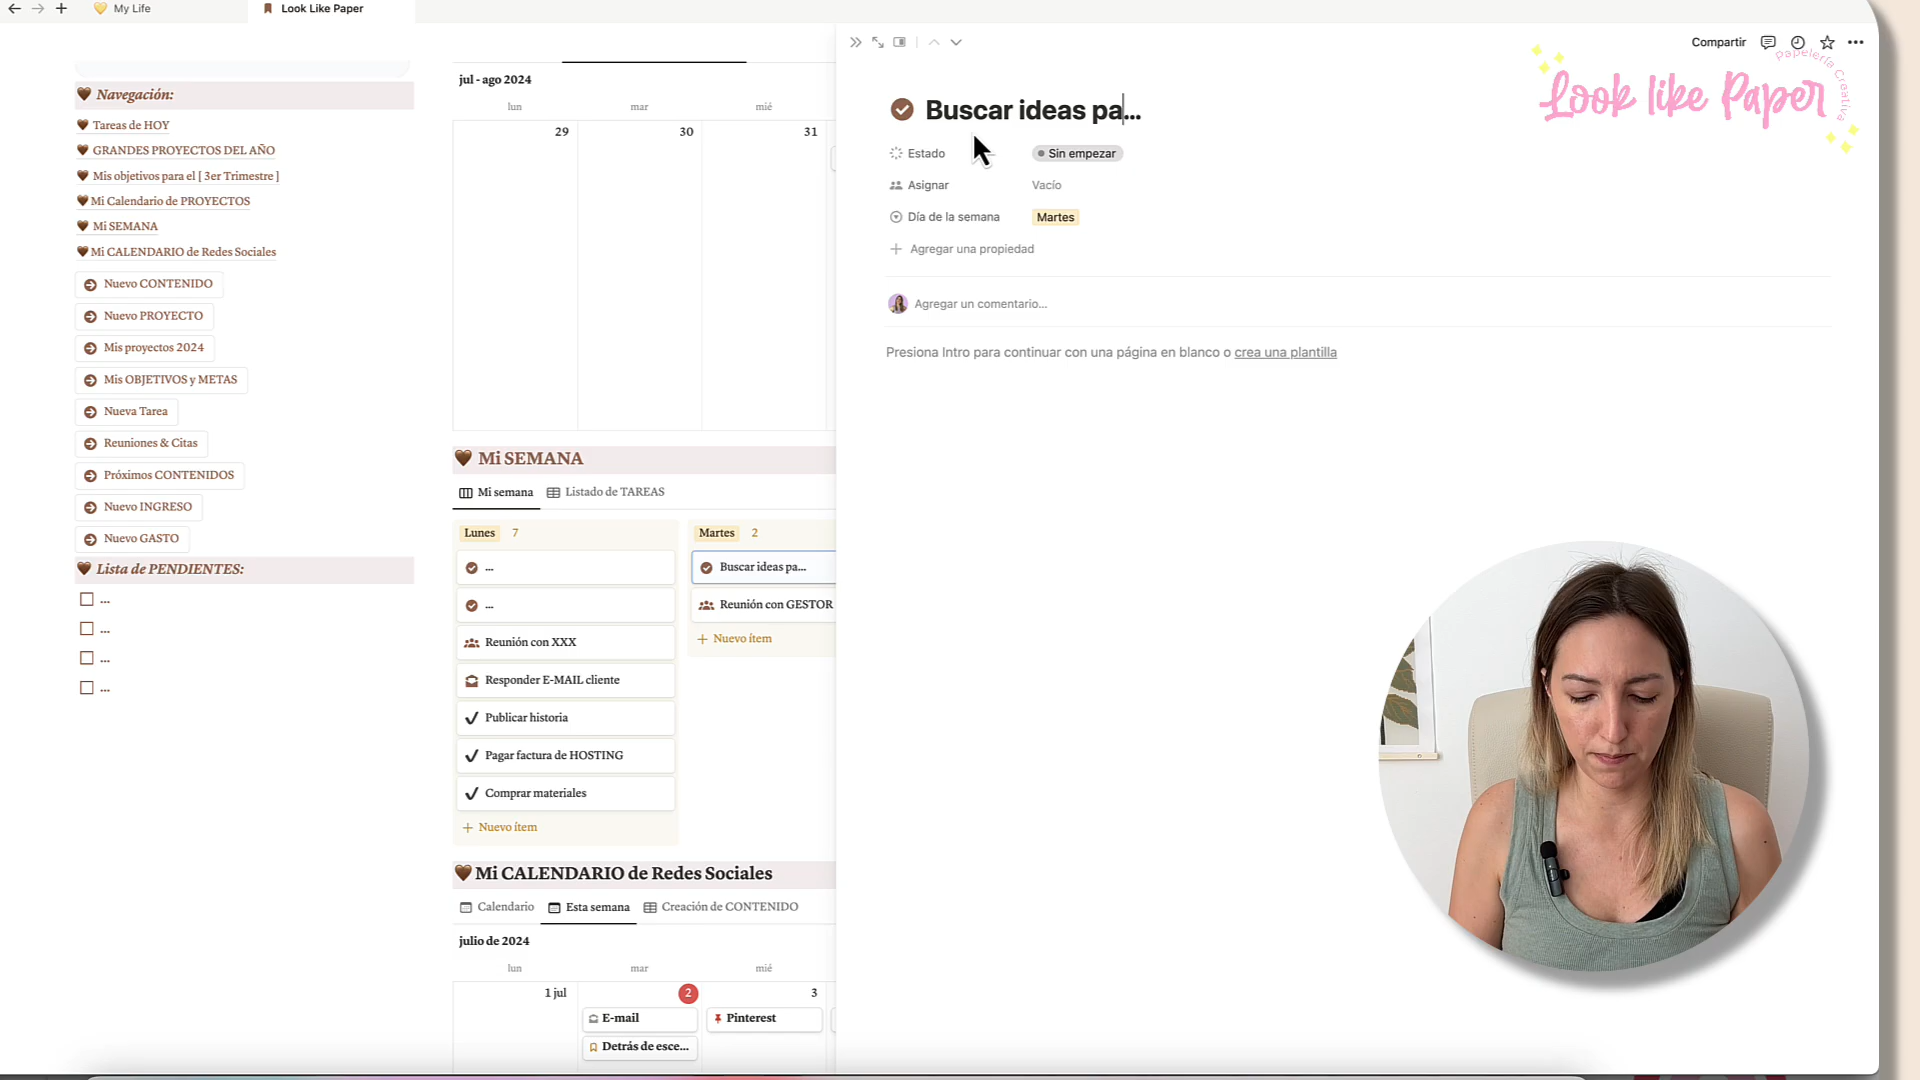 My Life
Look Like Paper
Navegación:
Tareas de HOY
GRANDES PROYECTOS DEL AÑO
Mis objetivos para el [ 3er Trimestre ]
Mi Calendario de PROYECTOS
Mi SEMANA
Mi CALENDARIO de Redes Sociales
Nuevo CONTENIDO
Nuevo PROYECTO
Mis proyectos 2024
Mis OBJETIVOS y METAS
Nueva Tarea
Reuniones & Citas
Próximos CONTENIDOS
Nuevo INGRESO
Nuevo GASTO
Lista de PENDIENTES:
...
...
...
...
jul - ago 2024
lun mar mié
29 30 31
Mi SEMANA
Mi semana Listado de TAREAS
Lunes 7
...
...
Reunión con XXX
Responder E-MAIL cliente
Publicar historia
Pagar factura de HOSTING
Comprar materiales
Nuevo ítem
Martes 2
Buscar ideas pa...
Reunión con GESTOR
Nuevo ítem
Mi CALENDARIO de Redes Sociales
Calendario Esta semana Creación de CONTENIDO
julio de 2024
lun mar mié
1 jul 2 3
E-mail Pinterest
Detrás de esce...
Compartir
Buscar ideas pa...
Estado Sin empezar
Asignar Vacío
Día de la semana Martes
Agregar una propiedad
Agregar un comentario...
Presiona Intro para continuar con una página en blanco o crea una plantilla
Look like Paper
Papelería Creativa